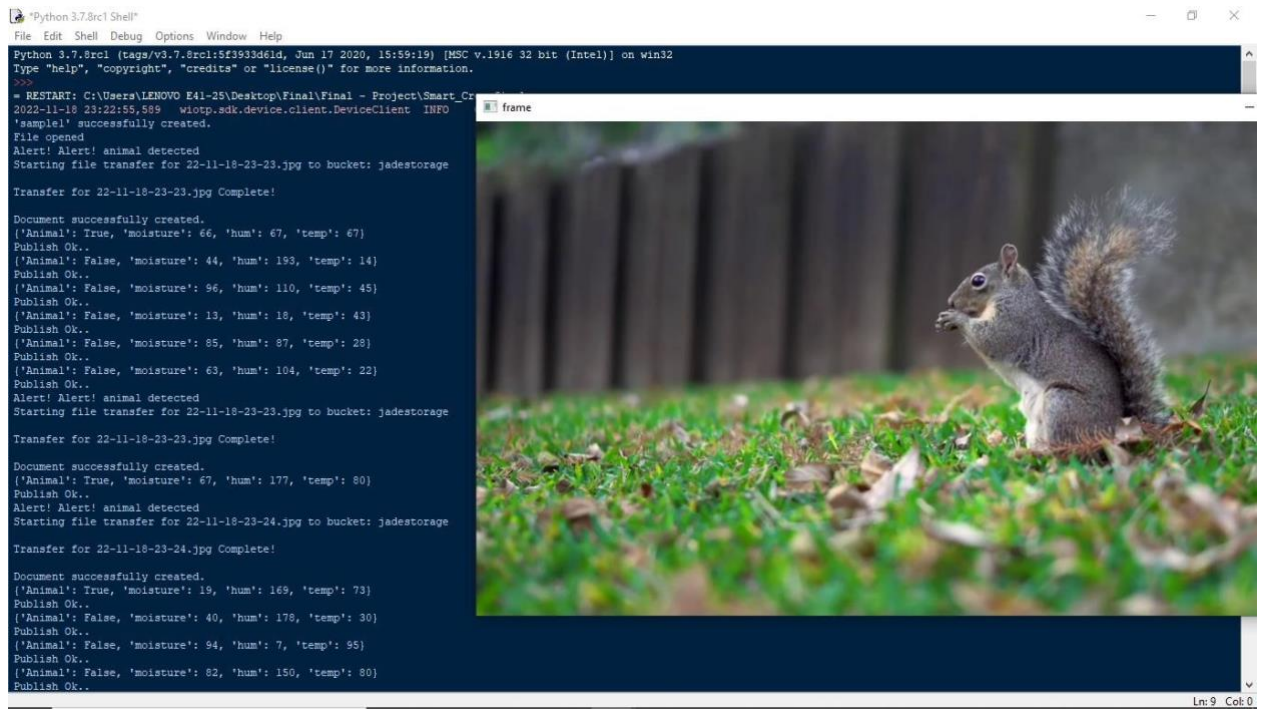 *Python 3.7.8rc1 Shell*
File Edit Shell Debug Options Window Help
Python 3.7.8rc1 (tags/v3.7.8rc1:5f3933d61d, Jun 17 2020, 15:59:19) [MSC v.1916 32 bit (Intel)] on win32
Type "help", "copyright", "credits" or "license()" for more information.
>>>
= RESTART: C:\Users\LENOVO E41-25\Desktop\Final\Final - Project\Smart_Cro
2022-11-18 23:22:55,589 wiotp.sdk.device.client.DeviceClient INFO
'sample1' successfully created.
File opened
Alert! Alert! animal detected
Starting file transfer for 22-11-18-23-23.jpg to bucket: jadestorage
Transfer for 22-11-18-23-23.jpg Complete!
Document successfully created.
{'Animal': True, 'moisture': 66, 'hum': 67, 'temp': 67}
Publish Ok..
{'Animal': False, 'moisture': 44, 'hum': 193, 'temp': 14}
Publish Ok..
{'Animal': False, 'moisture': 96, 'hum': 110, 'temp': 45}
Publish Ok..
{'Animal': False, 'moisture': 13, 'hum': 18, 'temp': 43}
Publish Ok..
{'Animal': False, 'moisture': 85, 'hum': 87, 'temp': 28}
Publish Ok..
{'Animal': False, 'moisture': 63, 'hum': 104, 'temp': 22}
Publish Ok..
Alert! Alert! animal detected
Starting file transfer for 22-11-18-23-23.jpg to bucket: jadestorage
Transfer for 22-11-18-23-23.jpg Complete!
Document successfully created.
{'Animal': True, 'moisture': 67, 'hum': 177, 'temp': 80}
Publish Ok..
Alert! Alert! animal detected
Starting file transfer for 22-11-18-23-24.jpg to bucket: jadestorage
Transfer for 22-11-18-23-24.jpg Complete!
Document successfully created.
{'Animal': True, 'moisture': 19, 'hum': 169, 'temp': 73}
Publish Ok..
{'Animal': False, 'moisture': 40, 'hum': 178, 'temp': 30}
Publish Ok..
{'Animal': False, 'moisture': 94, 'hum': 7, 'temp': 95}
Publish Ok..
{'Animal': False, 'moisture': 82, 'hum': 150, 'temp': 80}
Publish Ok..
frame
Ln: 9 Col: 0